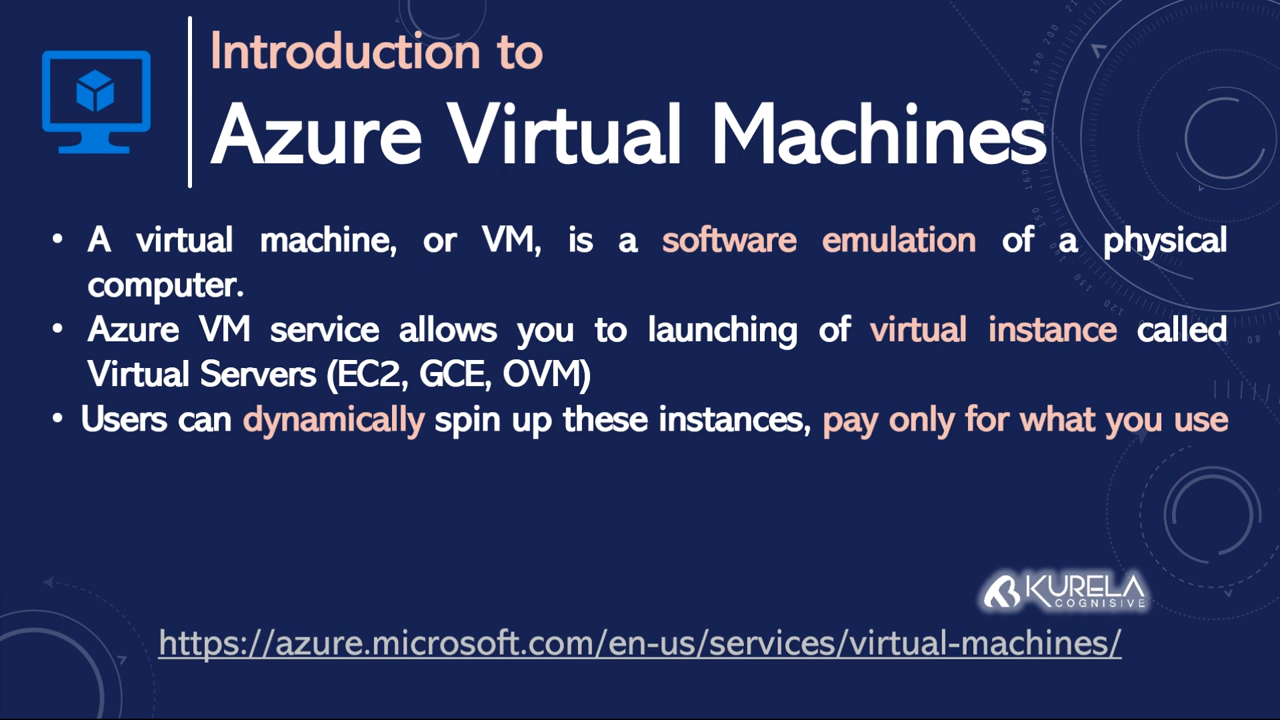 Introduction to
Azure Virtual Machines
• A virtual machine, or VM, is a software emulation of a physical
computer.
• Azure VM service allows you to launching of virtual instance called
Virtual Servers (EC2, GCE, OVM)
• Users can dynamically spin up these instances, pay only for what you use
KURELA
COGNISIVE
https://azure.microsoft.com/en-us/services/virtual-machines/